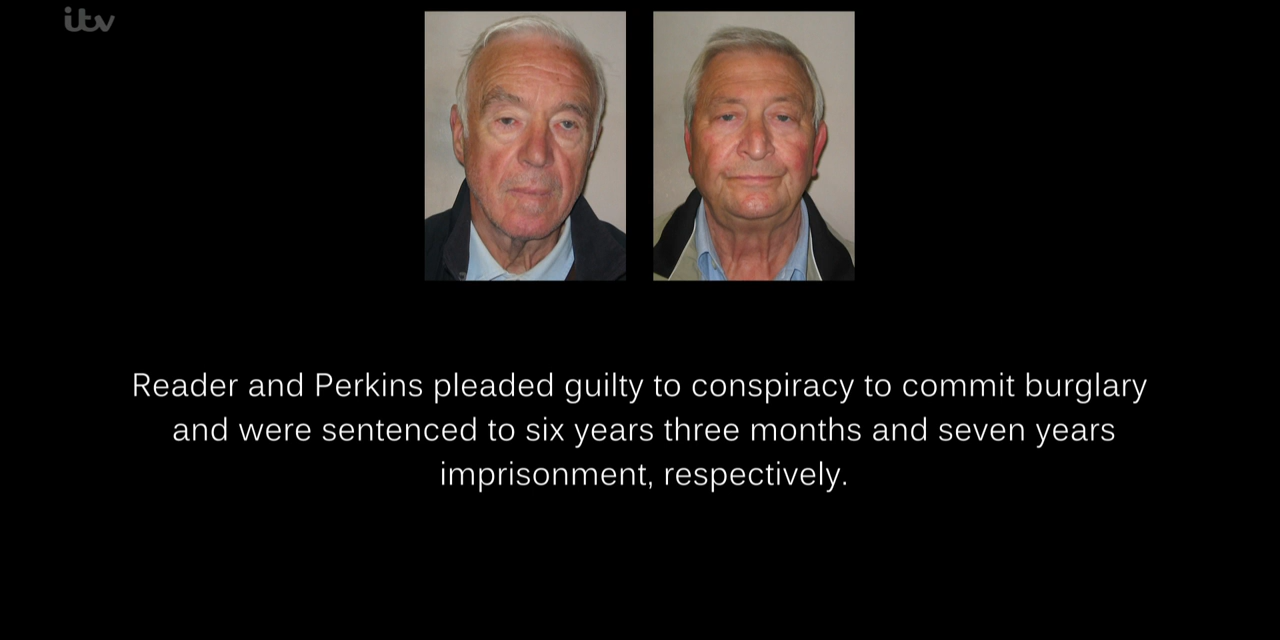 itv
Reader and Perkins pleaded guilty to conspiracy to commit burglary
and were sentenced to six years three months and seven years
imprisonment, respectively.